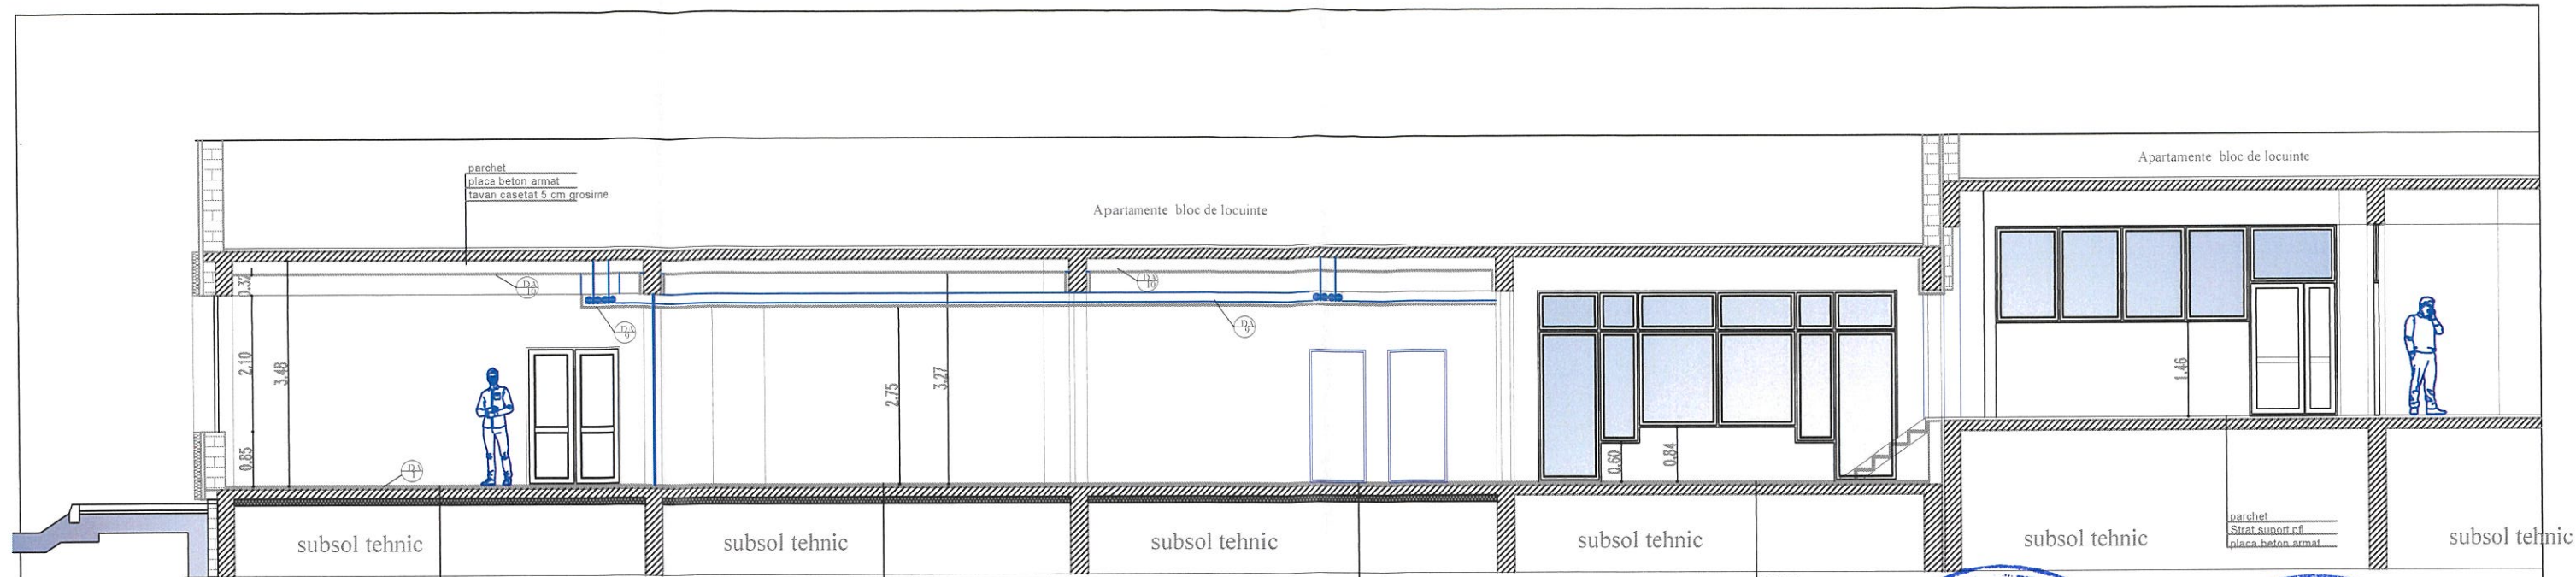 Apartamente bloc de locuinte
parchet
placa beton armat
tavan casetat 5 cm grosime
Apartamente bloc de locuinte
0.32
2.10
3.48
0.85
2.75
3.27
0.60
0.84
1.46
parchet
Strat suport pfl
placa beton armat
subsol tehnic
subsol tehnic
subsol tehnic
subsol tehnic
subsol tehnic
subsol tehnic